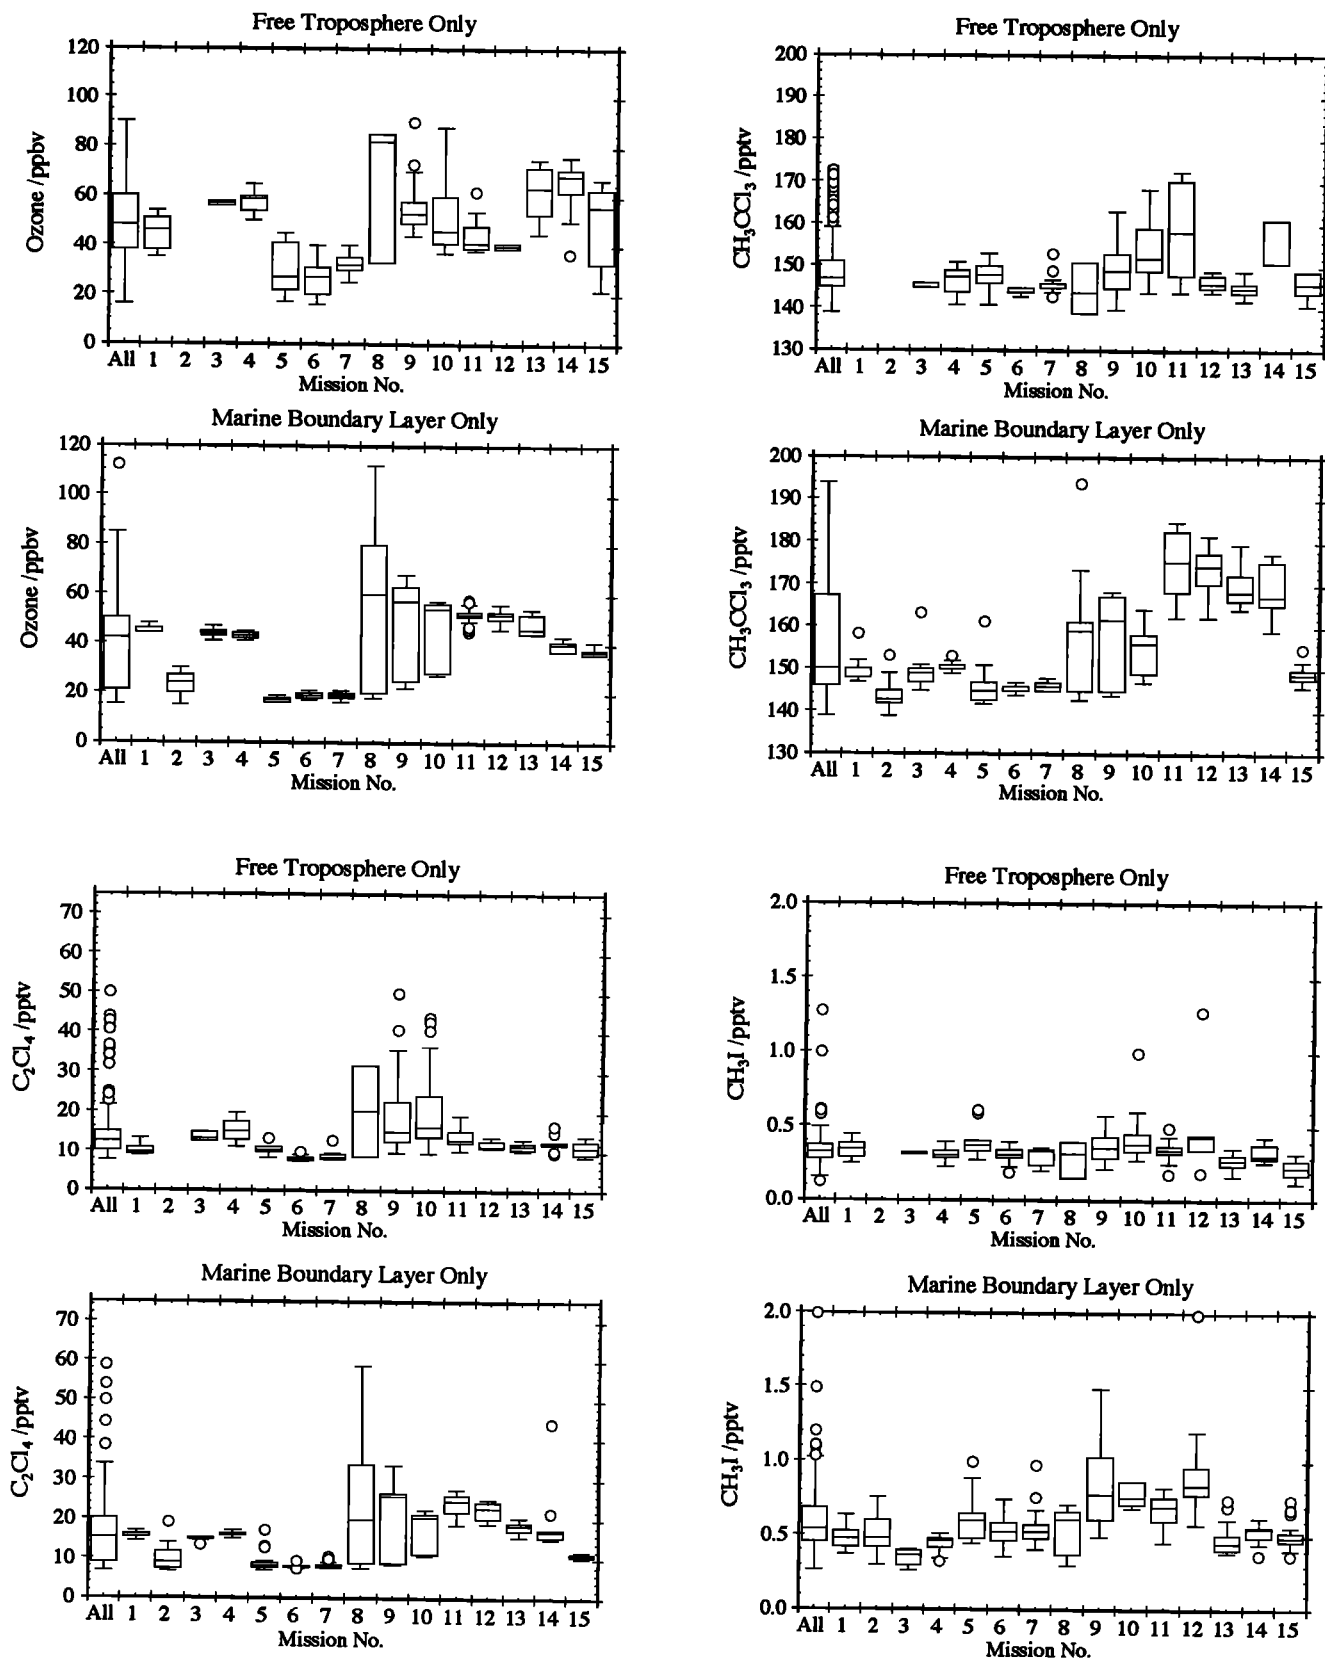 Free Troposphere Only
120
100
80
60
40
20
0
Ozone /ppbv
All 1 2 3 4 5 6 7 8 9 10 11 12 13 14 15
Mission No.
Free Troposphere Only
200
190
180
170
160
150
140
130
CH₃CCl₃ /pptv
All 1 2 3 4 5 6 7 8 9 10 11 12 13 14 15
Mission No.
Marine Boundary Layer Only
120
100
80
60
40
20
0
Ozone /ppbv
All 1 2 3 4 5 6 7 8 9 10 11 12 13 14 15
Mission No.
Marine Boundary Layer Only
200
190
180
170
160
150
140
130
CH₃CCl₃ /pptv
All 1 2 3 4 5 6 7 8 9 10 11 12 13 14 15
Mission No.
Free Troposphere Only
70
60
50
40
30
20
10
0
C₂Cl₄ /pptv
All 1 2 3 4 5 6 7 8 9 10 11 12 13 14 15
Mission No.
Free Troposphere Only
2.0
1.5
1.0
0.5
0.0
CH₃I /pptv
All 1 2 3 4 5 6 7 8 9 10 11 12 13 14 15
Mission No.
Marine Boundary Layer Only
70
60
50
40
30
20
10
0
C₂Cl₄ /pptv
All 1 2 3 4 5 6 7 8 9 10 11 12 13 14 15
Mission No.
Marine Boundary Layer Only
2.0
1.5
1.0
0.5
0.0
CH₃I /pptv
All 1 2 3 4 5 6 7 8 9 10 11 12 13 14 15
Mission No.